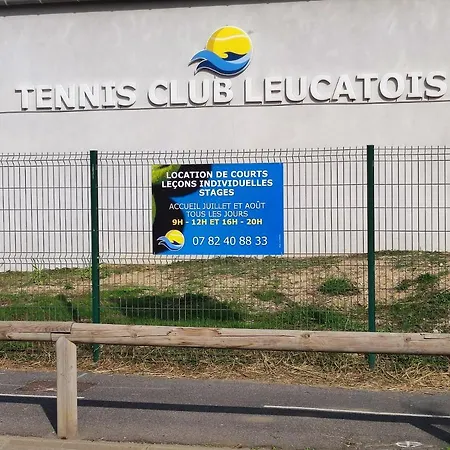 TENNIS CLUB LEUCATOIS
LOCATION DE COURTS
LEÇONS INDIVIDUELLES
STAGES
ACCUEIL JUILLET ET AOÛT
TOUS LES JOURS
9H - 12H ET 16H - 20H
07 82 40 88 33